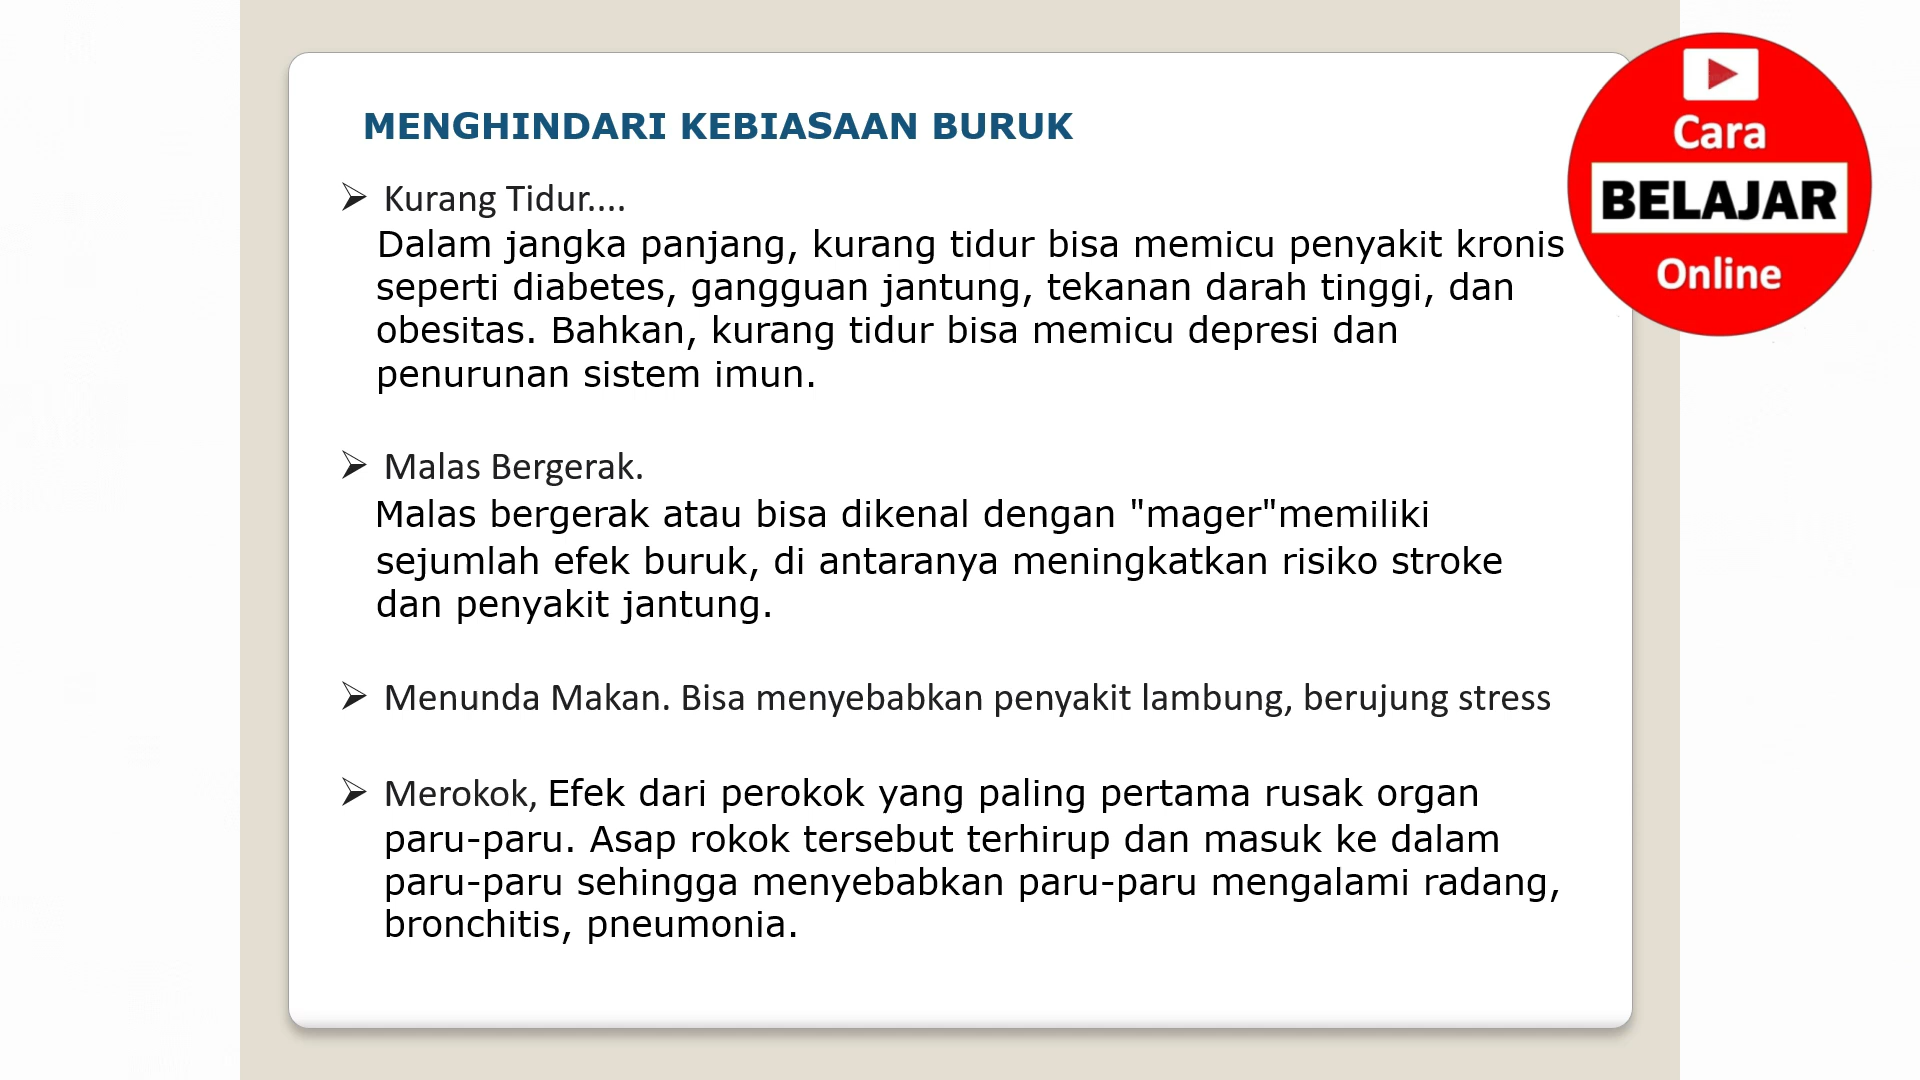 MENGHINDARI KEBIASAAN BURUK
➢ Kurang Tidur....
Dalam jangka panjang, kurang tidur bisa memicu penyakit kronis
seperti diabetes, gangguan jantung, tekanan darah tinggi, dan
obesitas. Bahkan, kurang tidur bisa memicu depresi dan
penurunan sistem imun.
➢ Malas Bergerak.
Malas bergerak atau bisa dikenal dengan "mager"memiliki
sejumlah efek buruk, di antaranya meningkatkan risiko stroke
dan penyakit jantung.
➢ Menunda Makan. Bisa menyebabkan penyakit lambung, berujung stress
➢ Merokok, Efek dari perokok yang paling pertama rusak organ
paru-paru. Asap rokok tersebut terhirup dan masuk ke dalam
paru-paru sehingga menyebabkan paru-paru mengalami radang,
bronchitis, pneumonia.
Cara
BELAJAR
Online